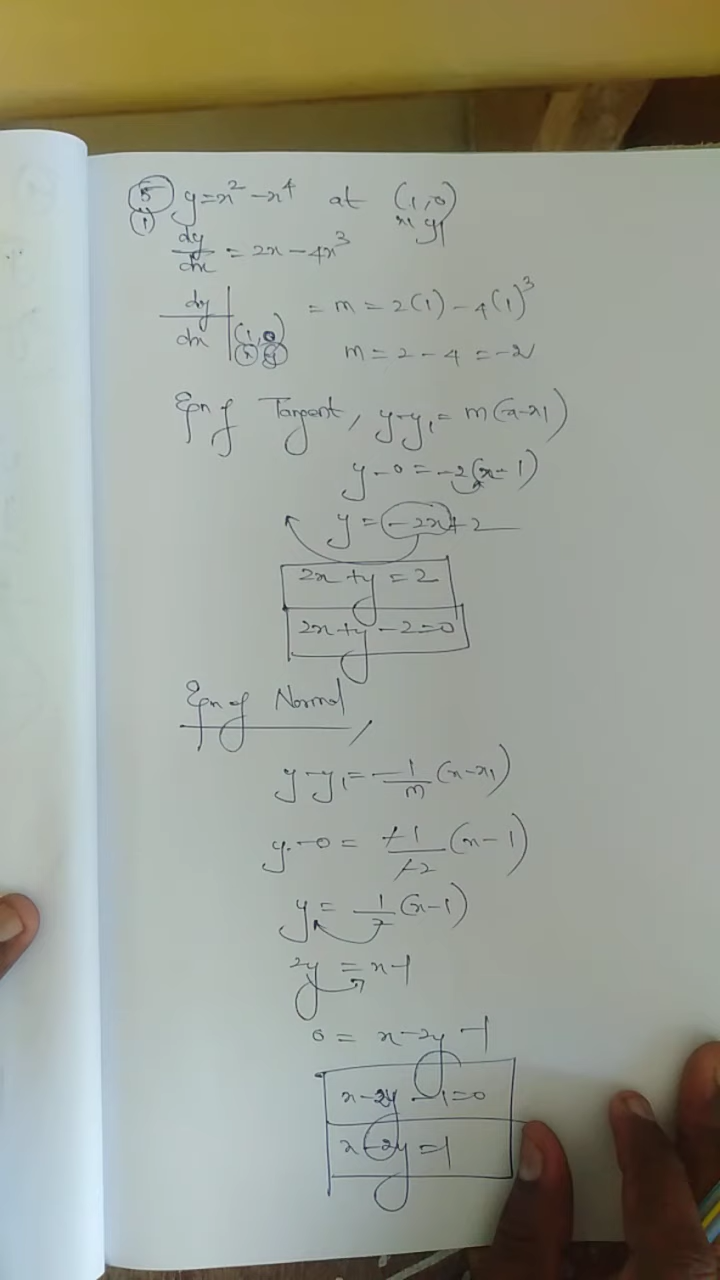 5 y=x²-x⁴ at (1,0)
(1) x₁ y₁
dy/dx = 2x-4x³
dy/dx |(1,0) = m = 2(1)-4(1)³
m = 2-4 = -2
Eqn of Tangent, y-y₁ = m(x-x₁)
y-0 = -2(x-1)
y = -2x+2
2x+y = 2
2x+y-2=0
Eqn of Normal,
y-y₁ = -1/m (x-x₁)
y-0 = -1/-2 (x-1)
y = 1/2 (x-1)
2y = x-1
0 = x-2y-1
x-2y-1=0
x-2y=1